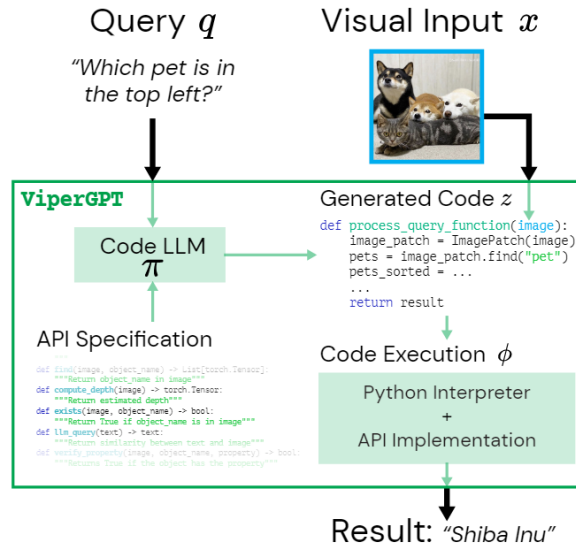 Query q
Visual Input x
“Which pet is in
the top left?”
ViperGPT
Code LLM
π
API Specification
def find(image, object_name) -> List[torch.Tensor]:
"""Return object_name in image"""
def compute_depth(image) -> torch.Tensor:
"""Return estimated depth"""
def exists(image, object_name) -> bool:
"""Return True if object_name is in image"""
def llm_query(text) -> text:
"""Return similarity between text and image"""
def verify_property(image, object_name, property) -> bool:
"""Returns True if the object has the property"""
Generated Code z
def process_query_function(image):
image_patch = ImagePatch(image)
pets = image_patch.find("pet")
pets_sorted = ...
...
return result
Code Execution ϕ
Python Interpreter
+
API Implementation
Result: “Shiba Inu”